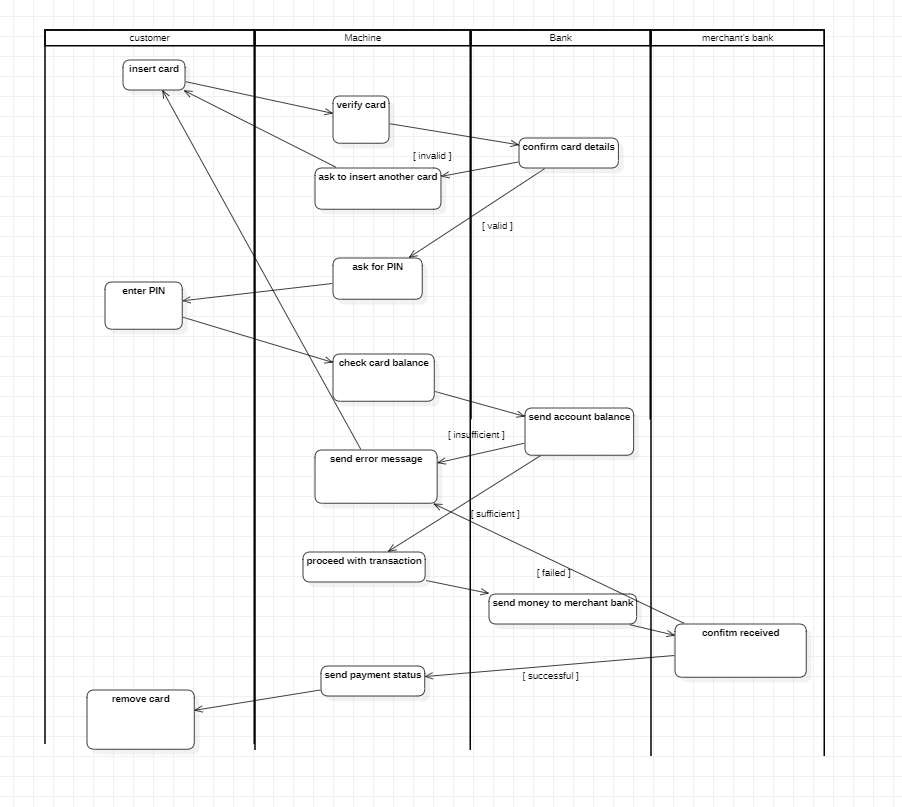 customer
Machine
Bank
merchant's bank
insert card
verify card
confirm card details
[ invalid ]
ask to insert another card
[ valid ]
ask for PIN
enter PIN
check card balance
send account balance
[ insufficient ]
send error message
[ sufficient ]
proceed with transaction
[ failed ]
send money to merchant bank
confitm received
send payment status
[ successful ]
remove card